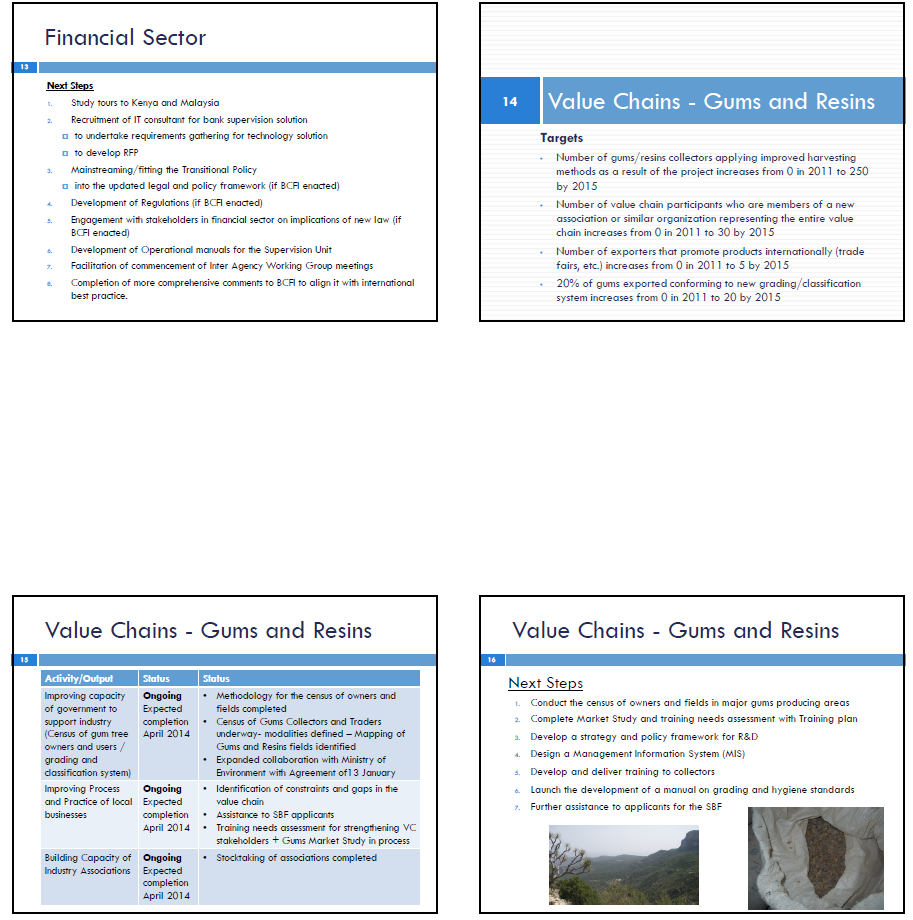 Financial Sector
13
Next Steps
1. Study tours to Kenya and Malaysia
2. Recruitment of IT consultant for bank supervision solution
to undertake requirements gathering for technology solution
to develop RFP
3. Mainstreaming/fitting the Transitional Policy
into the updated legal and policy framework (if BCFI enacted)
4. Development of Regulations (if BCFI enacted)
5. Engagement with stakeholders in financial sector on implications of new law (if
BCFI enacted)
6. Development of Operational manuals for the Supervision Unit
7. Facilitation of commencement of Inter Agency Working Group meetings
8. Completion of more comprehensive comments to BCFI to align it with international
best practice.
14
Value Chains - Gums and Resins
Targets
• Number of gums/resins collectors applying improved harvesting
methods as a result of the project increases from 0 in 2011 to 250
by 2015
• Number of value chain participants who are members of a new
association or similar organization representing the entire value
chain increases from 0 in 2011 to 30 by 2015
• Number of exporters that promote products internationally (trade
fairs, etc.) increases from 0 in 2011 to 5 by 2015
• 20% of gums exported conforming to new grading/classification
system increases from 0 in 2011 to 20 by 2015
Value Chains - Gums and Resins
15
Activity/Output Status Status
Improving capacity
of government to
support industry
(Census of gum tree
owners and users /
grading and
classification system)
Ongoing
Expected
completion
April 2014
• Methodology for the census of owners and
fields completed
• Census of Gums Collectors and Traders
underway- modalities defined – Mapping of
Gums and Resins fields identified
• Expanded collaboration with Ministry of
Environment with Agreement of13 January
Improving Process
and Practice of local
businesses
Ongoing
Expected
completion
April 2014
• Identification of constraints and gaps in the
value chain
• Assistance to SBF applicants
• Training needs assessment for strengthening VC
stakeholders + Gums Market Study in process
Building Capacity of
Industry Associations
Ongoing
Expected
completion
April 2014
• Stocktaking of associations completed
Value Chains - Gums and Resins
16
Next Steps
1. Conduct the census of owners and fields in major gums producing areas
2. Complete Market Study and training needs assessment with Training plan
3. Develop a strategy and policy framework for R&D
4. Design a Management Information System (MIS)
5. Develop and deliver training to collectors
6. Launch the development of a manual on grading and hygiene standards
7. Further assistance to applicants for the SBF